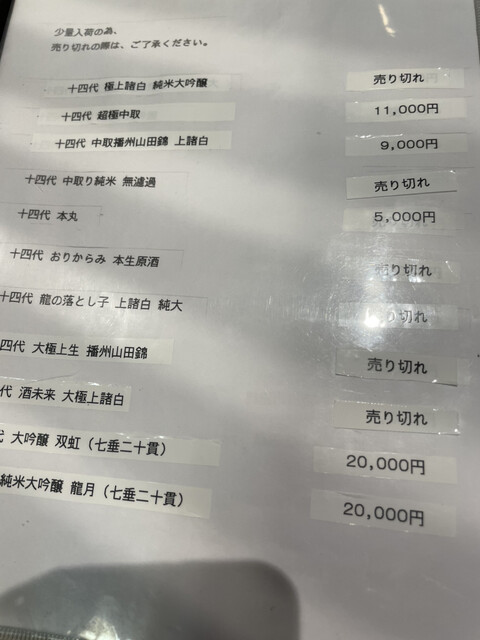 少量入荷の為、
売り切れの際は、ご了承ください。
十四代 極上諸白 純米大吟醸 売り切れ
十四代 超極中取 11,000円
十四代 中取播州山田錦 上諸白 9,000円
十四代 中取り純米 無濾過 売り切れ
十四代 本丸 5,000円
十四代 おりからみ 本生原酒 売り切れ
十四代 龍の落とし子 上諸白 純大 売り切れ
四代 大極上生 播州山田錦 売り切れ
代 酒未来 大極上諸白 売り切れ
代 大吟醸 双虹（七垂二十貫） 20,000円
純米大吟醸 龍月（七垂二十貫） 20,000円